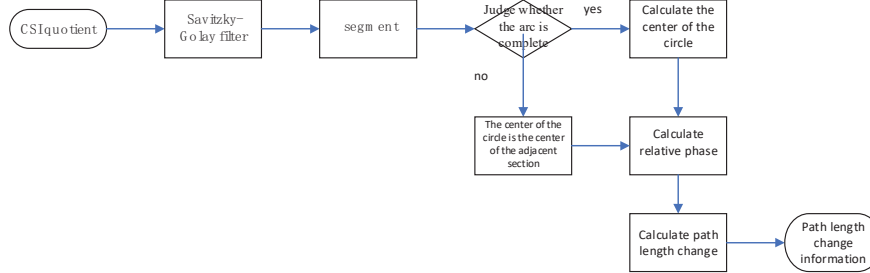 CSIquotient
Savitzky-
Golay filter
segment
Judge whether
the arc is
complete
yes
no
Calculate the
center of the
circle
The center of the
circle is the center
of the adjacent
section
Calculate
relative phase
Calculate path
length change
Path length
change
information